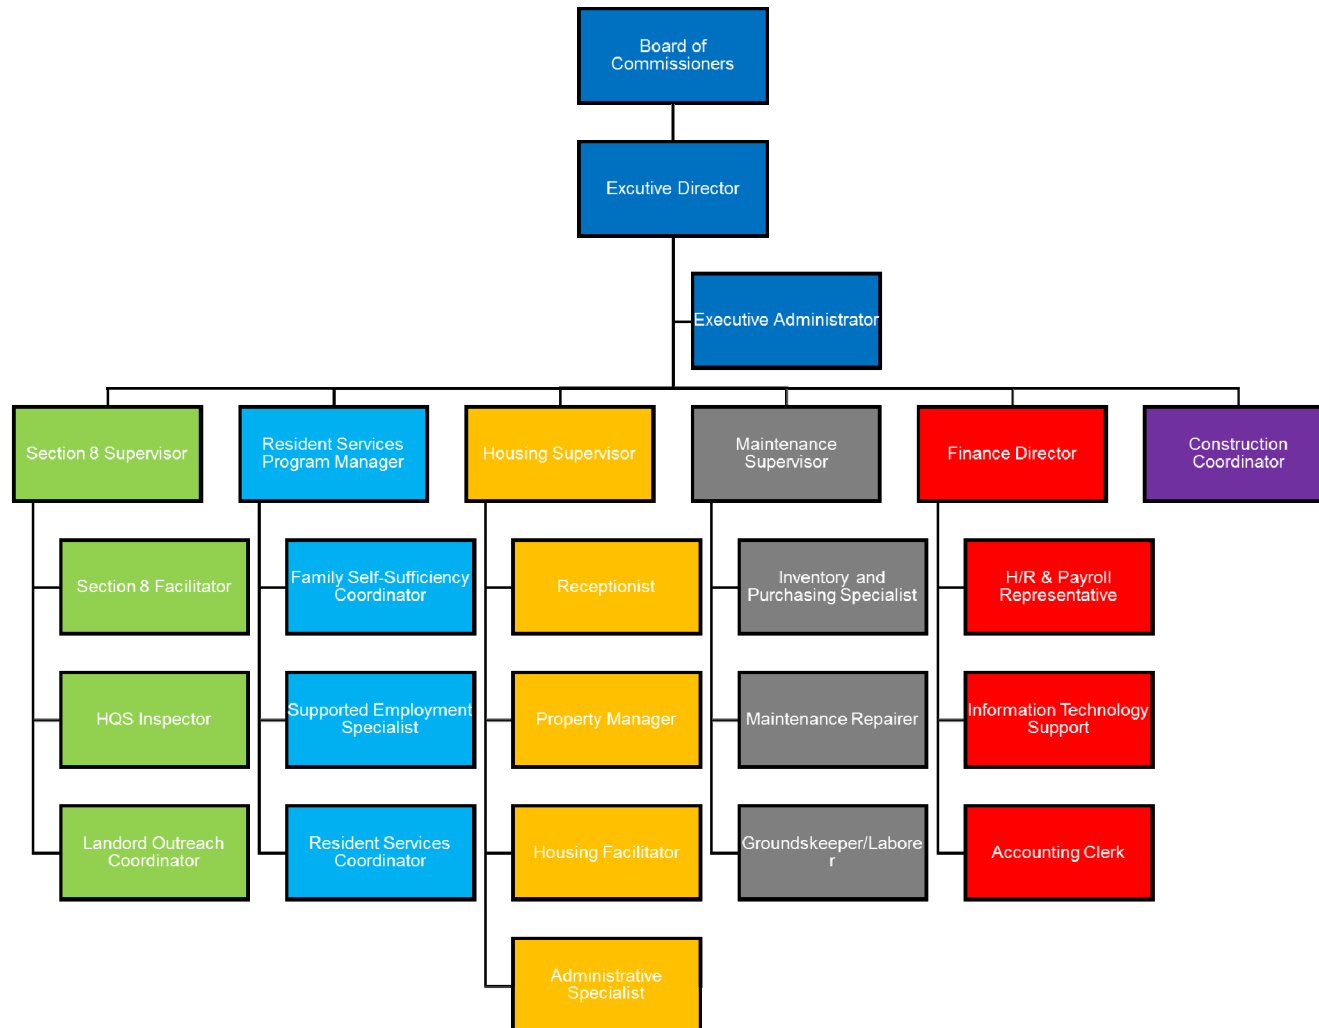 Board of
Commissioners
Excutive Director
Executive Administrator
Section 8 Supervisor
Resident Services
Program Manager
Housing Supervisor
Maintenance
Supervisor
Finance Director
Construction
Coordinator
Section 8 Facilitator
Family Self-Sufficiency
Coordinator
Receptionist
Inventory and
Purchasing Specialist
H/R & Payroll
Representative
HQS Inspector
Supported Employment
Specialist
Property Manager
Maintenance Repairer
Information Technology
Support
Landord Outreach
Coordinator
Resident Services
Coordinator
Housing Facilitator
Groundskeeper/Labore
r
Accounting Clerk
Administrative
Specialist